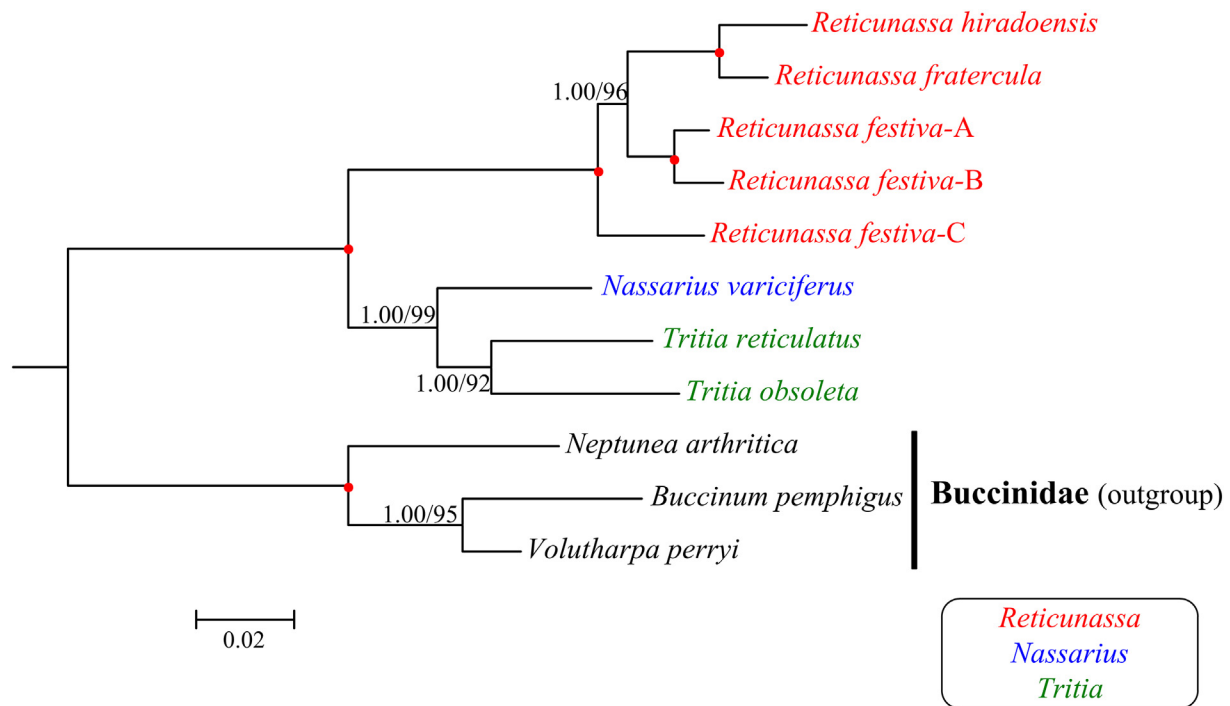 Reticunassa hiradoensis
Reticunassa fratercula
1.00/96
Reticunassa festiva-A
Reticunassa festiva-B
Reticunassa festiva-C
Nassarius variciferus
1.00/99
Tritia reticulatus
1.00/92
Tritia obsoleta
Neptunea arthritica
Buccinum pemphigus
Buccinidae (outgroup)
1.00/95
Volutharpa perryi
0.02
Reticunassa
Nassarius
Tritia